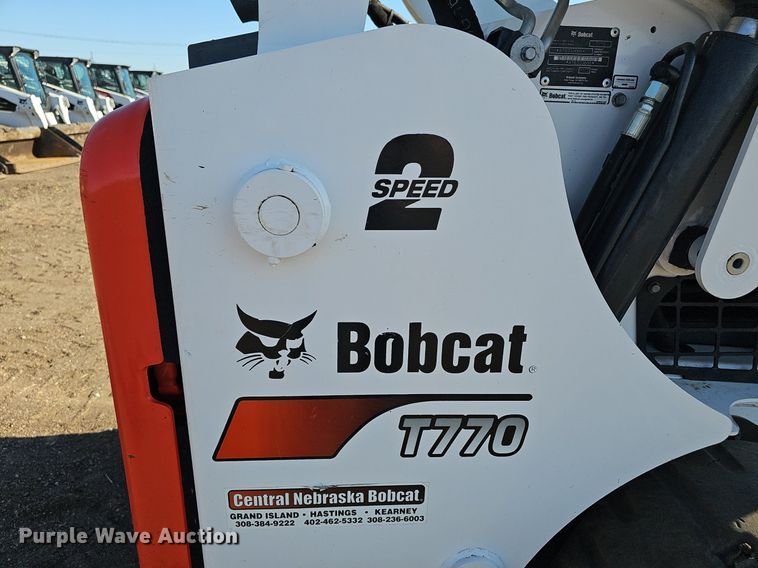 Bobcat
2
SPEED
Bobcat
T770
Central Nebraska Bobcat
GRAND ISLAND • HASTINGS • KEARNEY
308-384-9222 402-462-5332 308-236-6003
Purple Wave Auction®